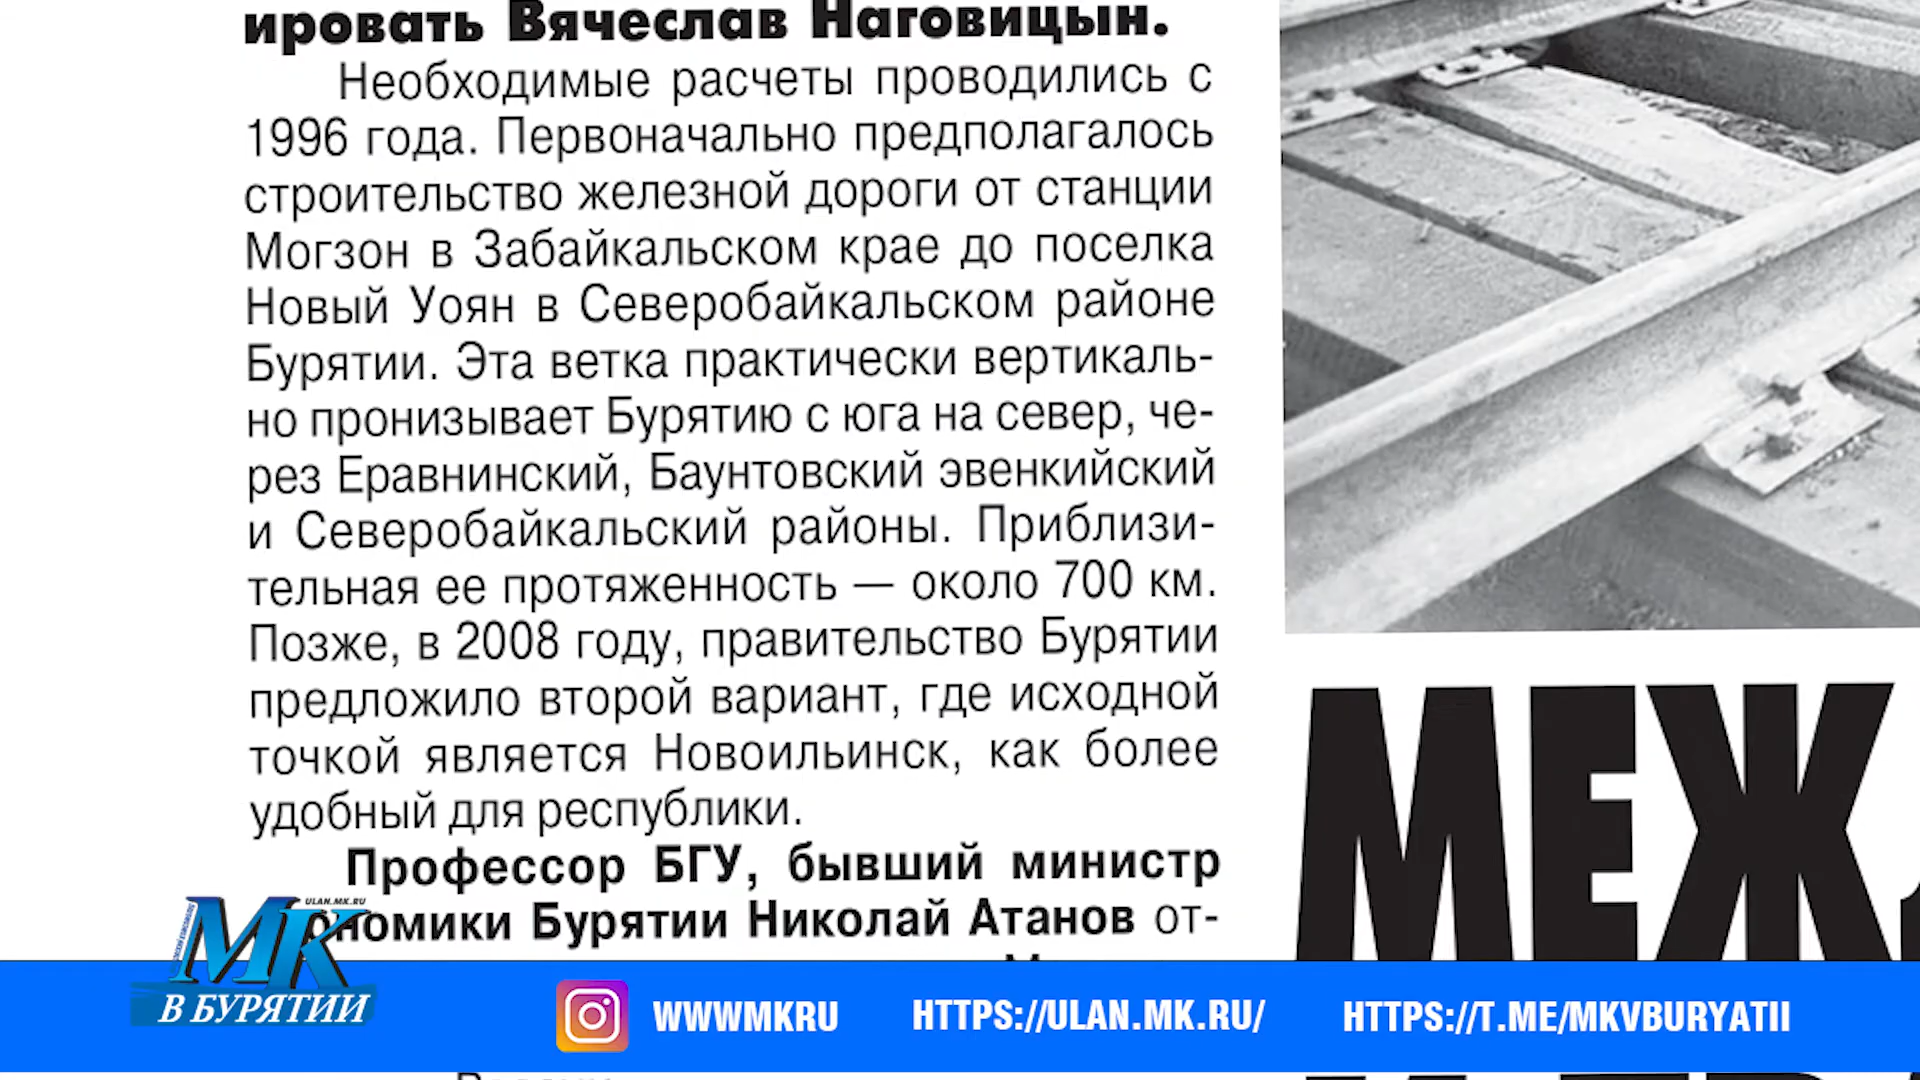 ировать Вячеслав Наговицын.
Необходимые расчеты проводились с
1996 года. Первоначально предполагалось
строительство железной дороги от станции
Могзон в Забайкальском крае до поселка
Новый Уоян в Северобайкальском районе
Бурятии. Эта ветка практически вертикаль-
но пронизывает Бурятию с юга на север, че-
рез Еравнинский, Баунтовский эвенкийский
и Северобайкальский районы. Приблизи-
тельная ее протяженность — около 700 км.
Позже, в 2008 году, правительство Бурятии
предложило второй вариант, где исходной
точкой является Новоильинск, как более
удобный для республики.
Профессор БГУ, бывший министр
ономики Бурятии Николай Атанов от-
МЕЖ
ULAN.MK.RU
МК
В БУРЯТИИ
WWWMKRU
HTTPS://ULAN.MK.RU/
HTTPS://T.ME/MKVBURYATII